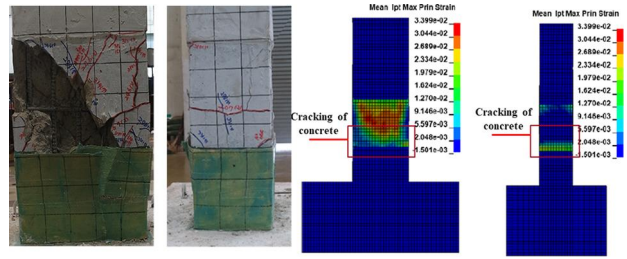 Mean Ipt Max Prin Strain
3.399e-02
3.044e-02
2.689e-02
2.334e-02
1.979e-02
1.624e-02
1.270e-02
9.146e-03
5.597e-03
2.048e-03
-1.501e-03
Cracking of
concrete
Mean Ipt Max Prin Strain
3.399e-02
3.044e-02
2.689e-02
2.334e-02
1.979e-02
1.624e-02
1.270e-02
9.146e-03
5.597e-03
2.048e-03
-1.501e-03
Cracking of
concrete